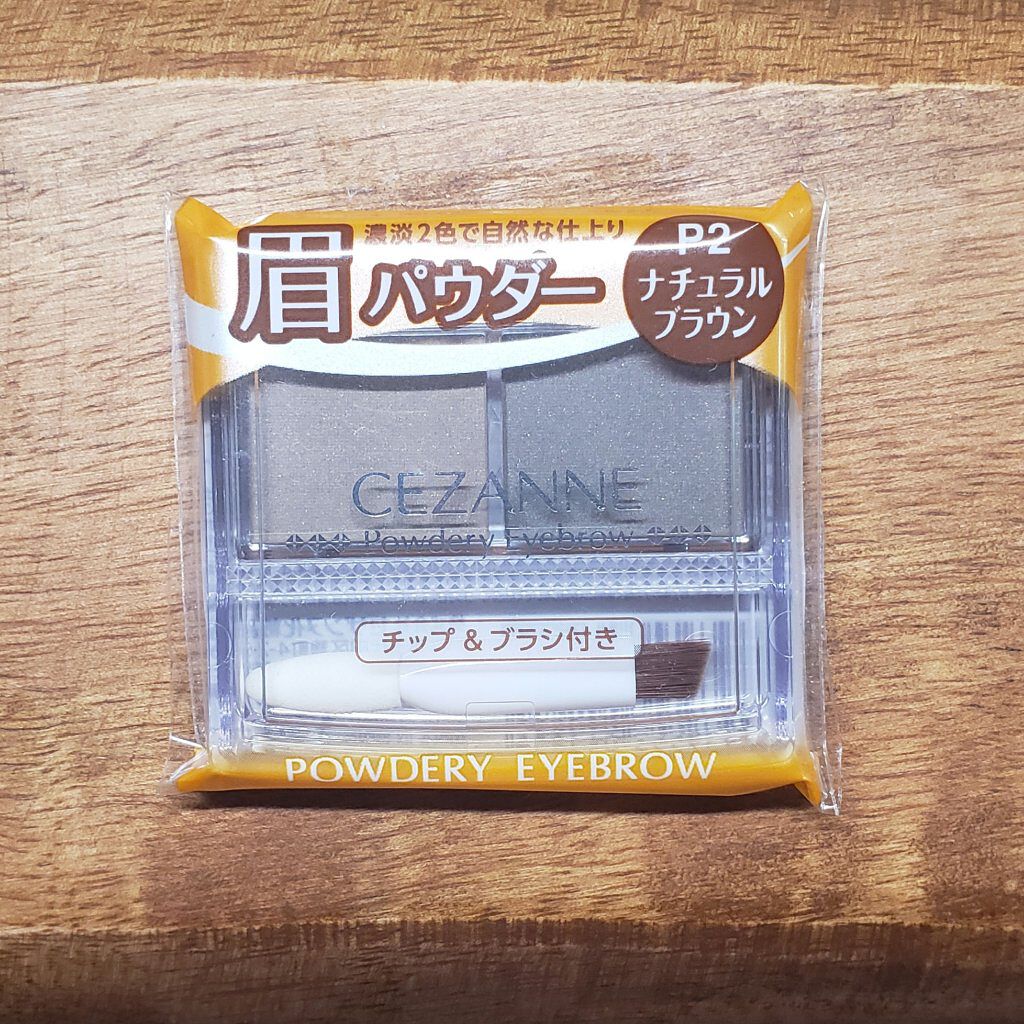 濃淡2色で自然な仕上り
眉パウダー
P2
ナチュラル
ブラウン
CEZANNE
Powdery Eyebrow
チップ&ブラシ付き
POWDERY EYEBROW